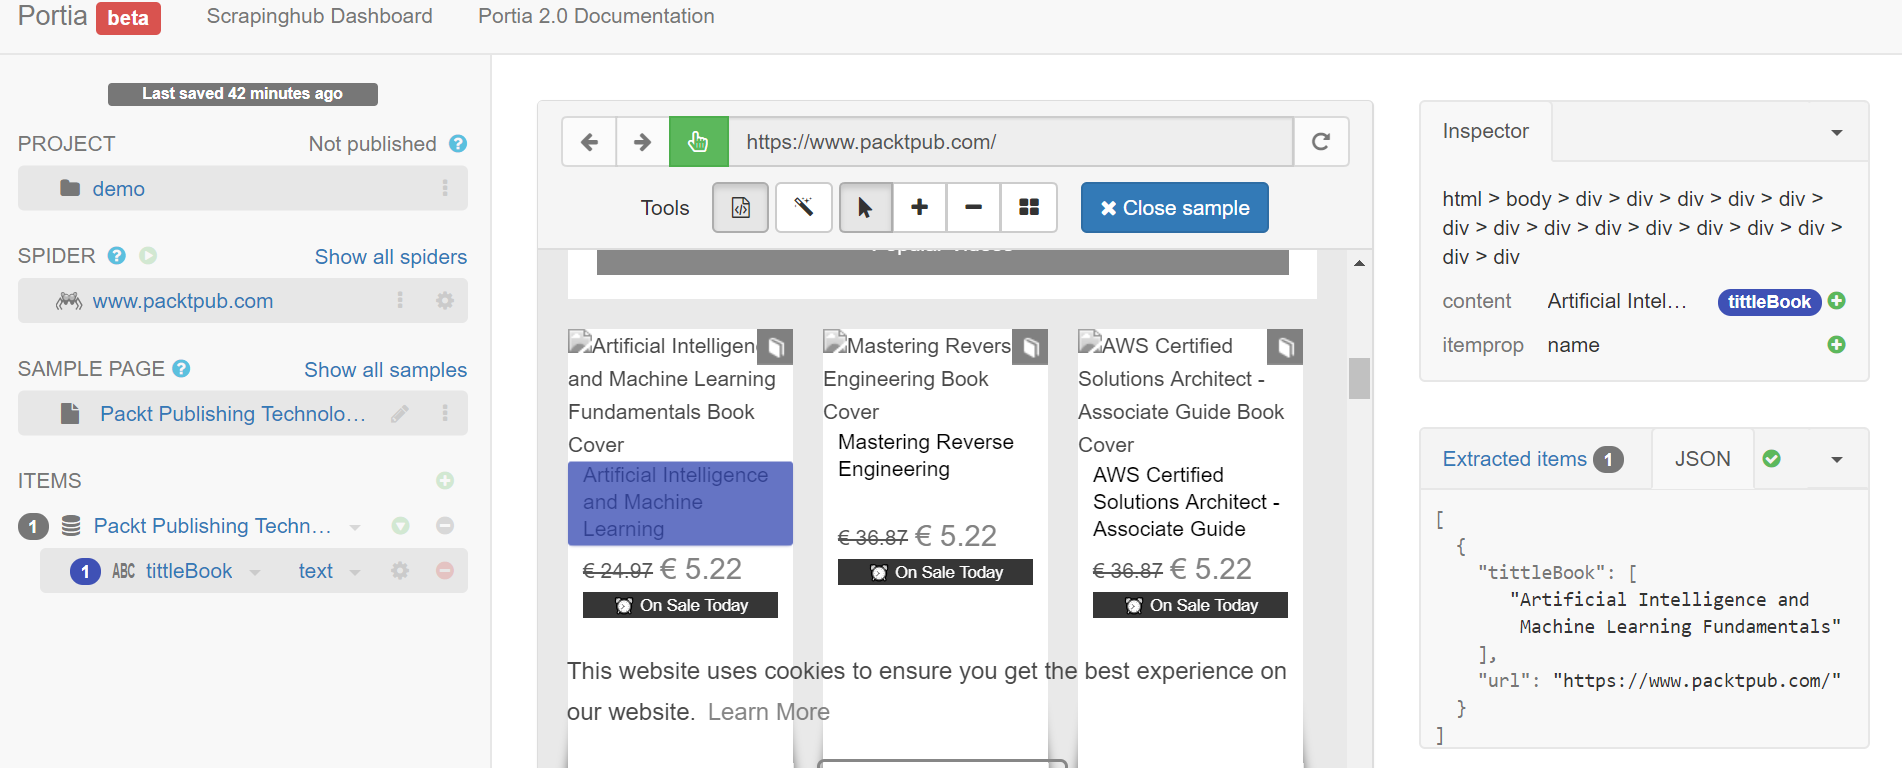 Portia beta Scrapinghub Dashboard Portia 2.0 Documentation
Last saved 42 minutes ago
PROJECT Not published
demo
SPIDER Show all spiders
www.packtpub.com
SAMPLE PAGE Show all samples
Packt Publishing Technolo…
ITEMS
1 Packt Publishing Techn…
1 ABC tittleBook text
https://www.packtpub.com/
Tools Close sample
Artificial Intelligen
and Machine Learning
Fundamentals Book
Cover
Artificial Intelligence
and Machine
Learning
€ 24.97 € 5.22
On Sale Today
Mastering Revers
Engineering Book
Cover
Mastering Reverse
Engineering
€ 36.87 € 5.22
On Sale Today
AWS Certified
Solutions Architect -
Associate Guide Book
Cover
AWS Certified
Solutions Architect -
Associate Guide
€ 36.87 € 5.22
On Sale Today
This website uses cookies to ensure you get the best experience on
our website. Learn More
Inspector
html > body > div > div > div > div > div >
div > div > div > div > div > div > div > div >
div > div
content Artificial Intel… tittleBook
itemprop name
Extracted items 1 JSON
[
{
"tittleBook": [
"Artificial Intelligence and
Machine Learning Fundamentals"
],
"url": "https://www.packtpub.com/"
}
]